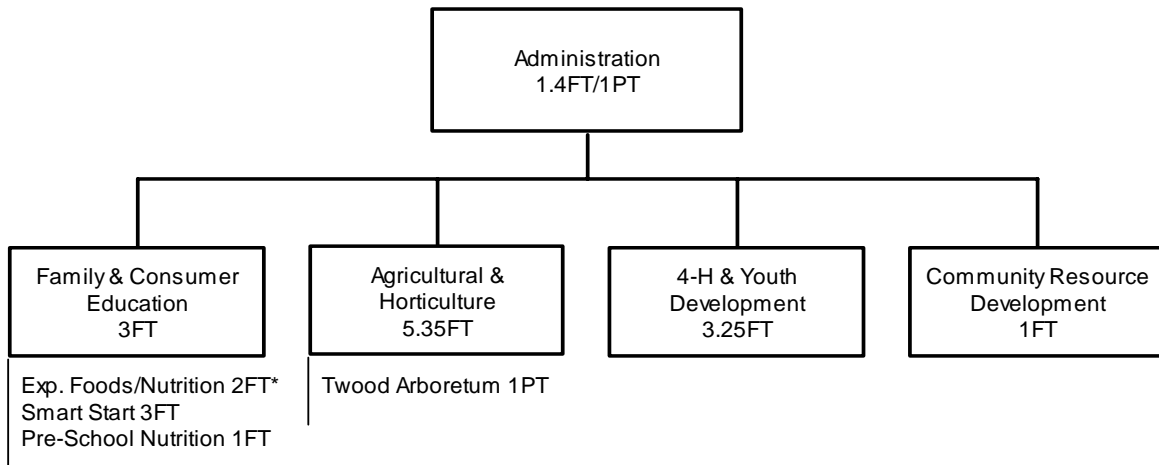 Administration
1.4FT/1PT
Family & Consumer
Education
3FT
Agricultural &
Horticulture
5.35FT
4-H & Youth
Development
3.25FT
Community Resource
Development
1FT
Exp. Foods/Nutrition 2FT*
Smart Start 3FT
Pre-School Nutrition 1FT
Twood Arboretum 1PT